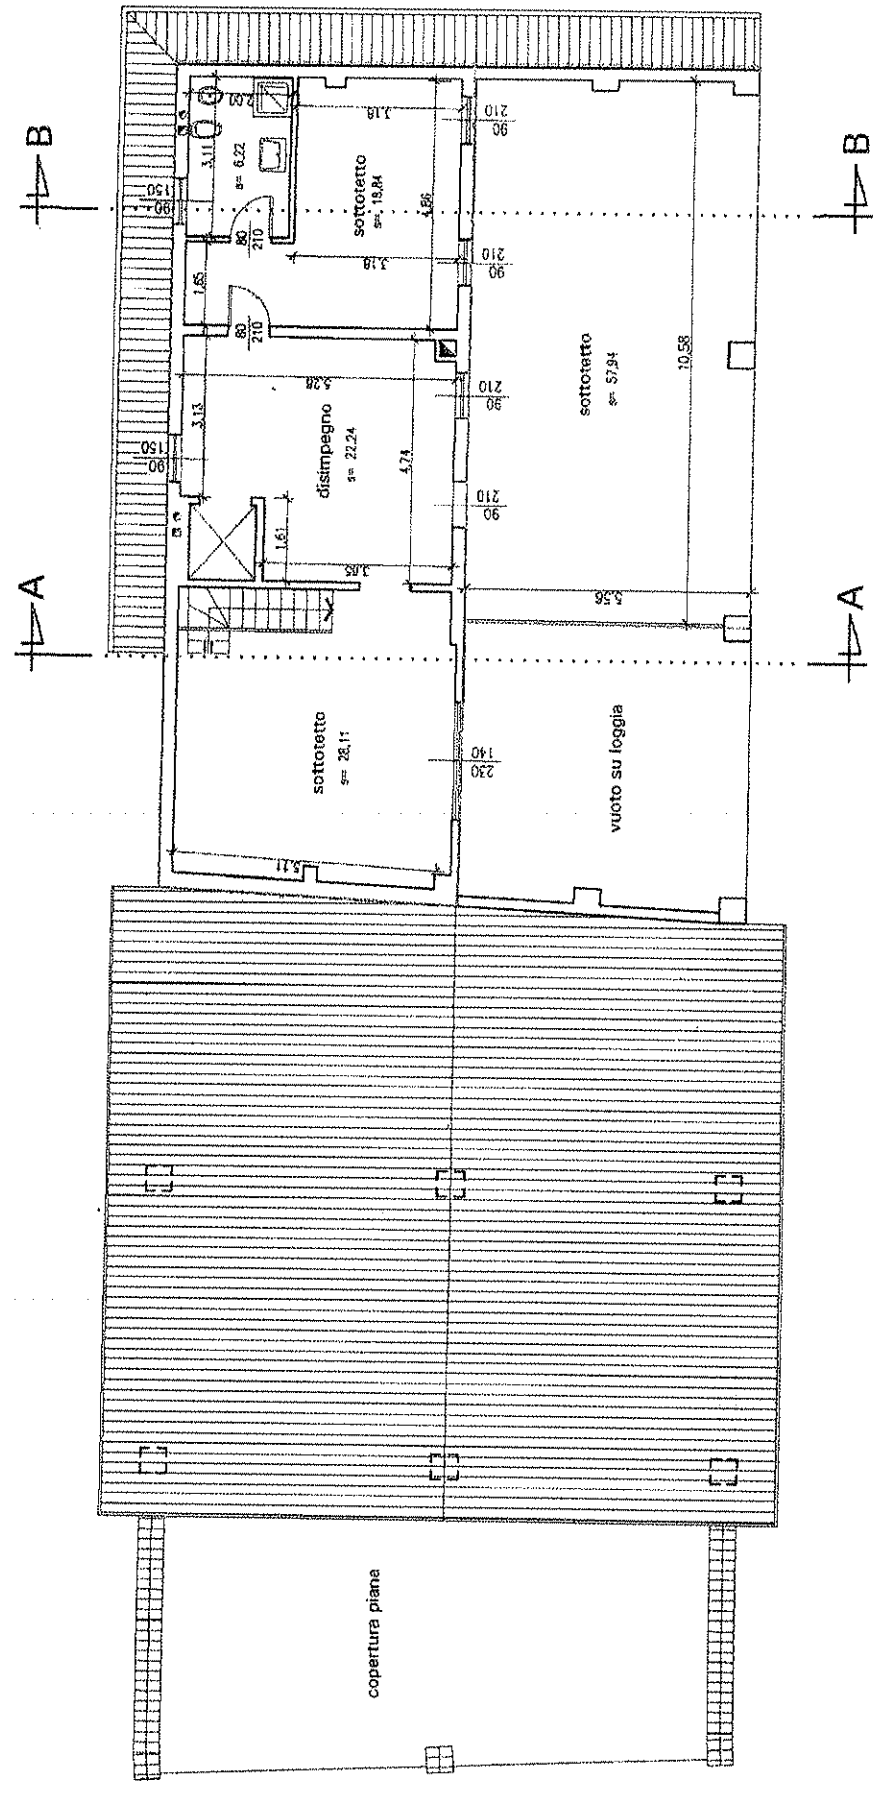 B
B
A
A
150
90
2,00
3,11
s= 6,22
3,18
sottotetto
s= 18,84
4,86
210
90
80
210
1,65
3,18
210
90
80
210
sottotetto
s= 57,94
10,58
5,28
210
90
3,13
150
90
disimpegno
s= 22,24
4,74
210
90
1,61
3,65
5,56
sottotetto
s= 28,11
140
230
vuoto su loggia
5,11
copertura piana